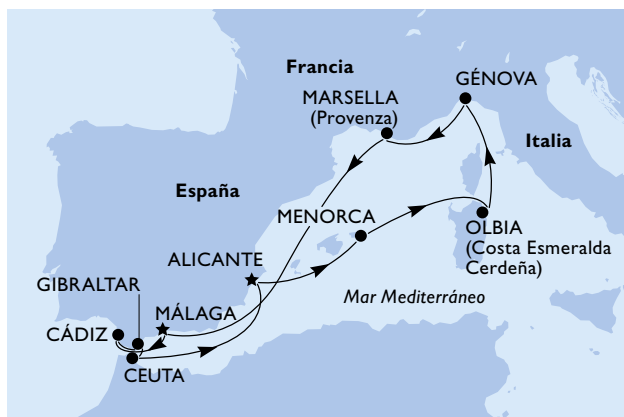 Francia
GÉNOVA
MARSELLA
(Provenza)
Italia
España
MENORCA
OLBIA
(Costa Esmeralda
Cerdeña)
ALICANTE
GIBRALTAR
Mar Mediterráneo
MÁLAGA
CÁDIZ
CEUTA